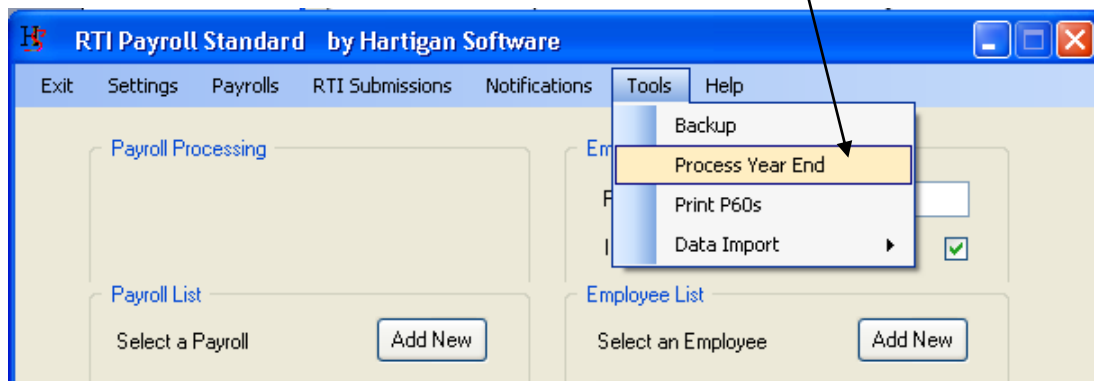 RTI Payroll Standard by Hartigan Software
Exit Settings Payrolls RTI Submissions Notifications Tools Help
Backup
Process Year End
Print P60s
Data Import
Payroll Processing
Payroll List
Select a Payroll Add New
Employee List
Select an Employee Add New